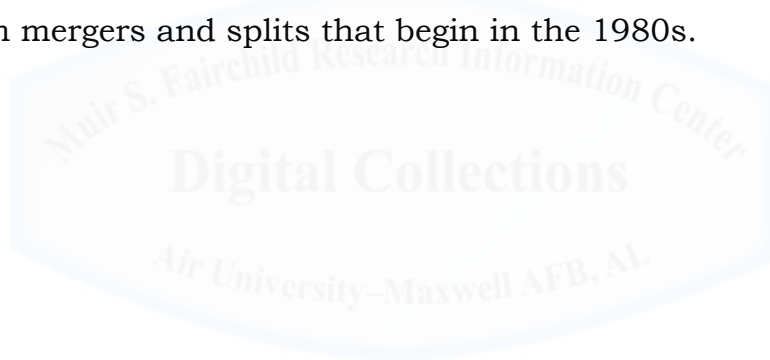 n mergers and splits that begin in the 1980s.
Muir S. Fairchild Research Information Center
Digital Collections
Air University–Maxwell AFB, AL